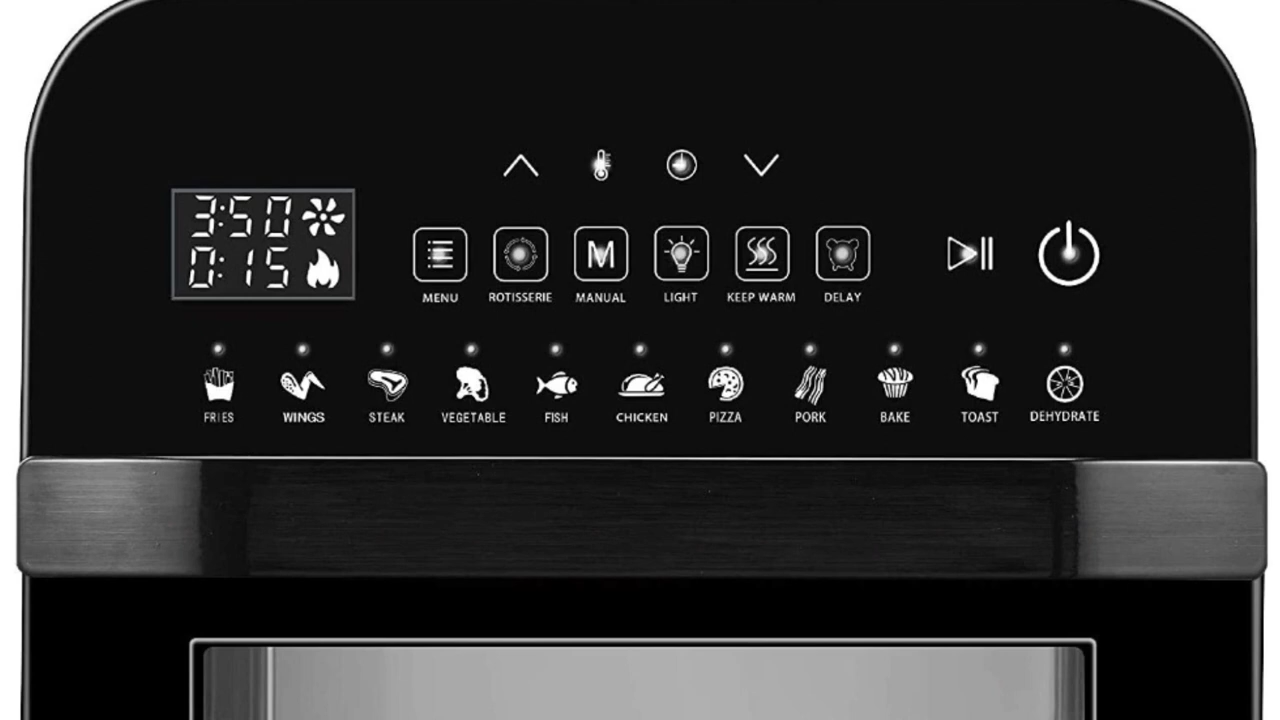 3:50
0:15
M
MENU ROTISSERIE MANUAL LIGHT KEEP WARM DELAY
FRIES WINGS STEAK VEGETABLE FISH CHICKEN PIZZA PORK BAKE TOAST DEHYDRATE